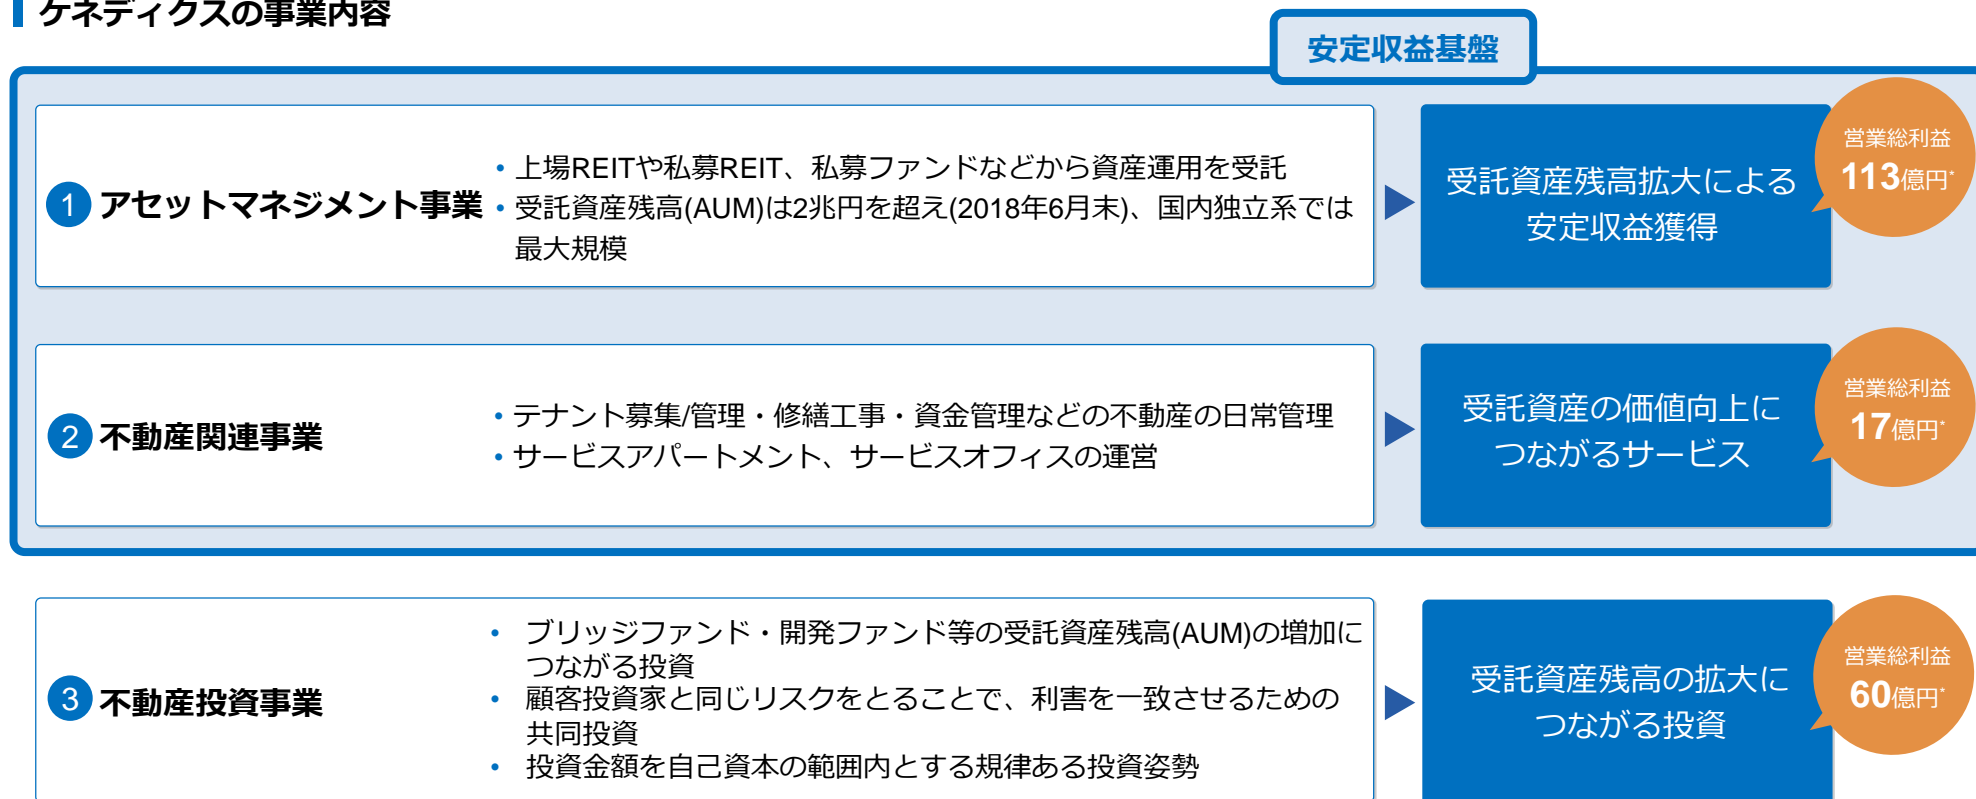 ケネディクスの事業内容
安定収益基盤
1 アセットマネジメント事業
• 上場REITや私募REIT、私募ファンドなどから資産運用を受託
• 受託資産残高(AUM)は2兆円を超え(2018年6月末)、国内独立系では
最大規模
受託資産残高拡大による
安定収益獲得
営業総利益
113億円*
2 不動産関連事業
• テナント募集/管理・修繕工事・資金管理などの不動産の日常管理
• サービスアパートメント、サービスオフィスの運営
受託資産の価値向上に
つながるサービス
営業総利益
17億円*
3 不動産投資事業
• ブリッジファンド・開発ファンド等の受託資産残高(AUM)の増加に
つながる投資
• 顧客投資家と同じリスクをとることで、利害を一致させるための
共同投資
• 投資金額を自己資本の範囲内とする規律ある投資姿勢
受託資産残高の拡大に
つながる投資
営業総利益
60億円*